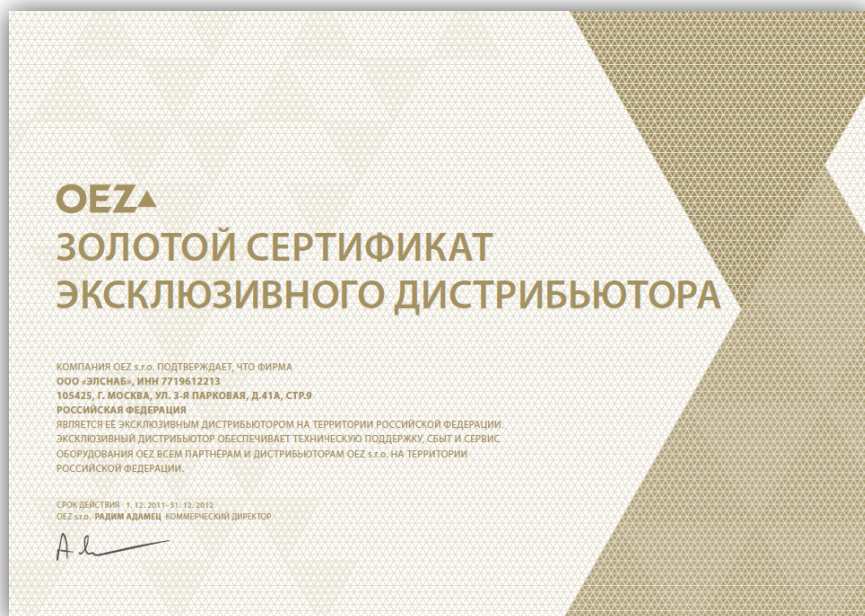 OEZ
ЗОЛОТОЙ СЕРТИФИКАТ
ЭКСКЛЮЗИВНОГО ДИСТРИБЬЮТОРА
КОМПАНИЯ OEZ s.r.o. ПОДТВЕРЖДАЕТ, ЧТО ФИРМА
ООО «ЭЛСНАБ», ИНН 7719612213
105425, Г. МОСКВА, УЛ. 3-Я ПАРКОВАЯ, Д.41А, СТР.9
РОССИЙСКАЯ ФЕДЕРАЦИЯ
ЯВЛЯЕТСЯ ЕЁ ЭКСКЛЮЗИВНЫМ ДИСТРИБЬЮТОРОМ НА ТЕРРИТОРИИ РОССИЙСКОЙ ФЕДЕРАЦИИ.
ЭКСКЛЮЗИВНЫЙ ДИСТРИБЬЮТОР ОБЕСПЕЧИВАЕТ ТЕХНИЧЕСКУЮ ПОДДЕРЖКУ, СБЫТ И СЕРВИС
ОБОРУДОВАНИЯ OEZ ВСЕМ ПАРТНЁРАМ И ДИСТРИБЬЮТОРАМ OEZ s.r.o. НА ТЕРРИТОРИИ
РОССИЙСКОЙ ФЕДЕРАЦИИ.
СРОК ДЕЙСТВИЯ 1. 12. 2011–31. 12. 2012
OEZ s.r.o. РАДИМ АДАМЕЦ КОММЕРЧЕСКИЙ ДИРЕКТОР